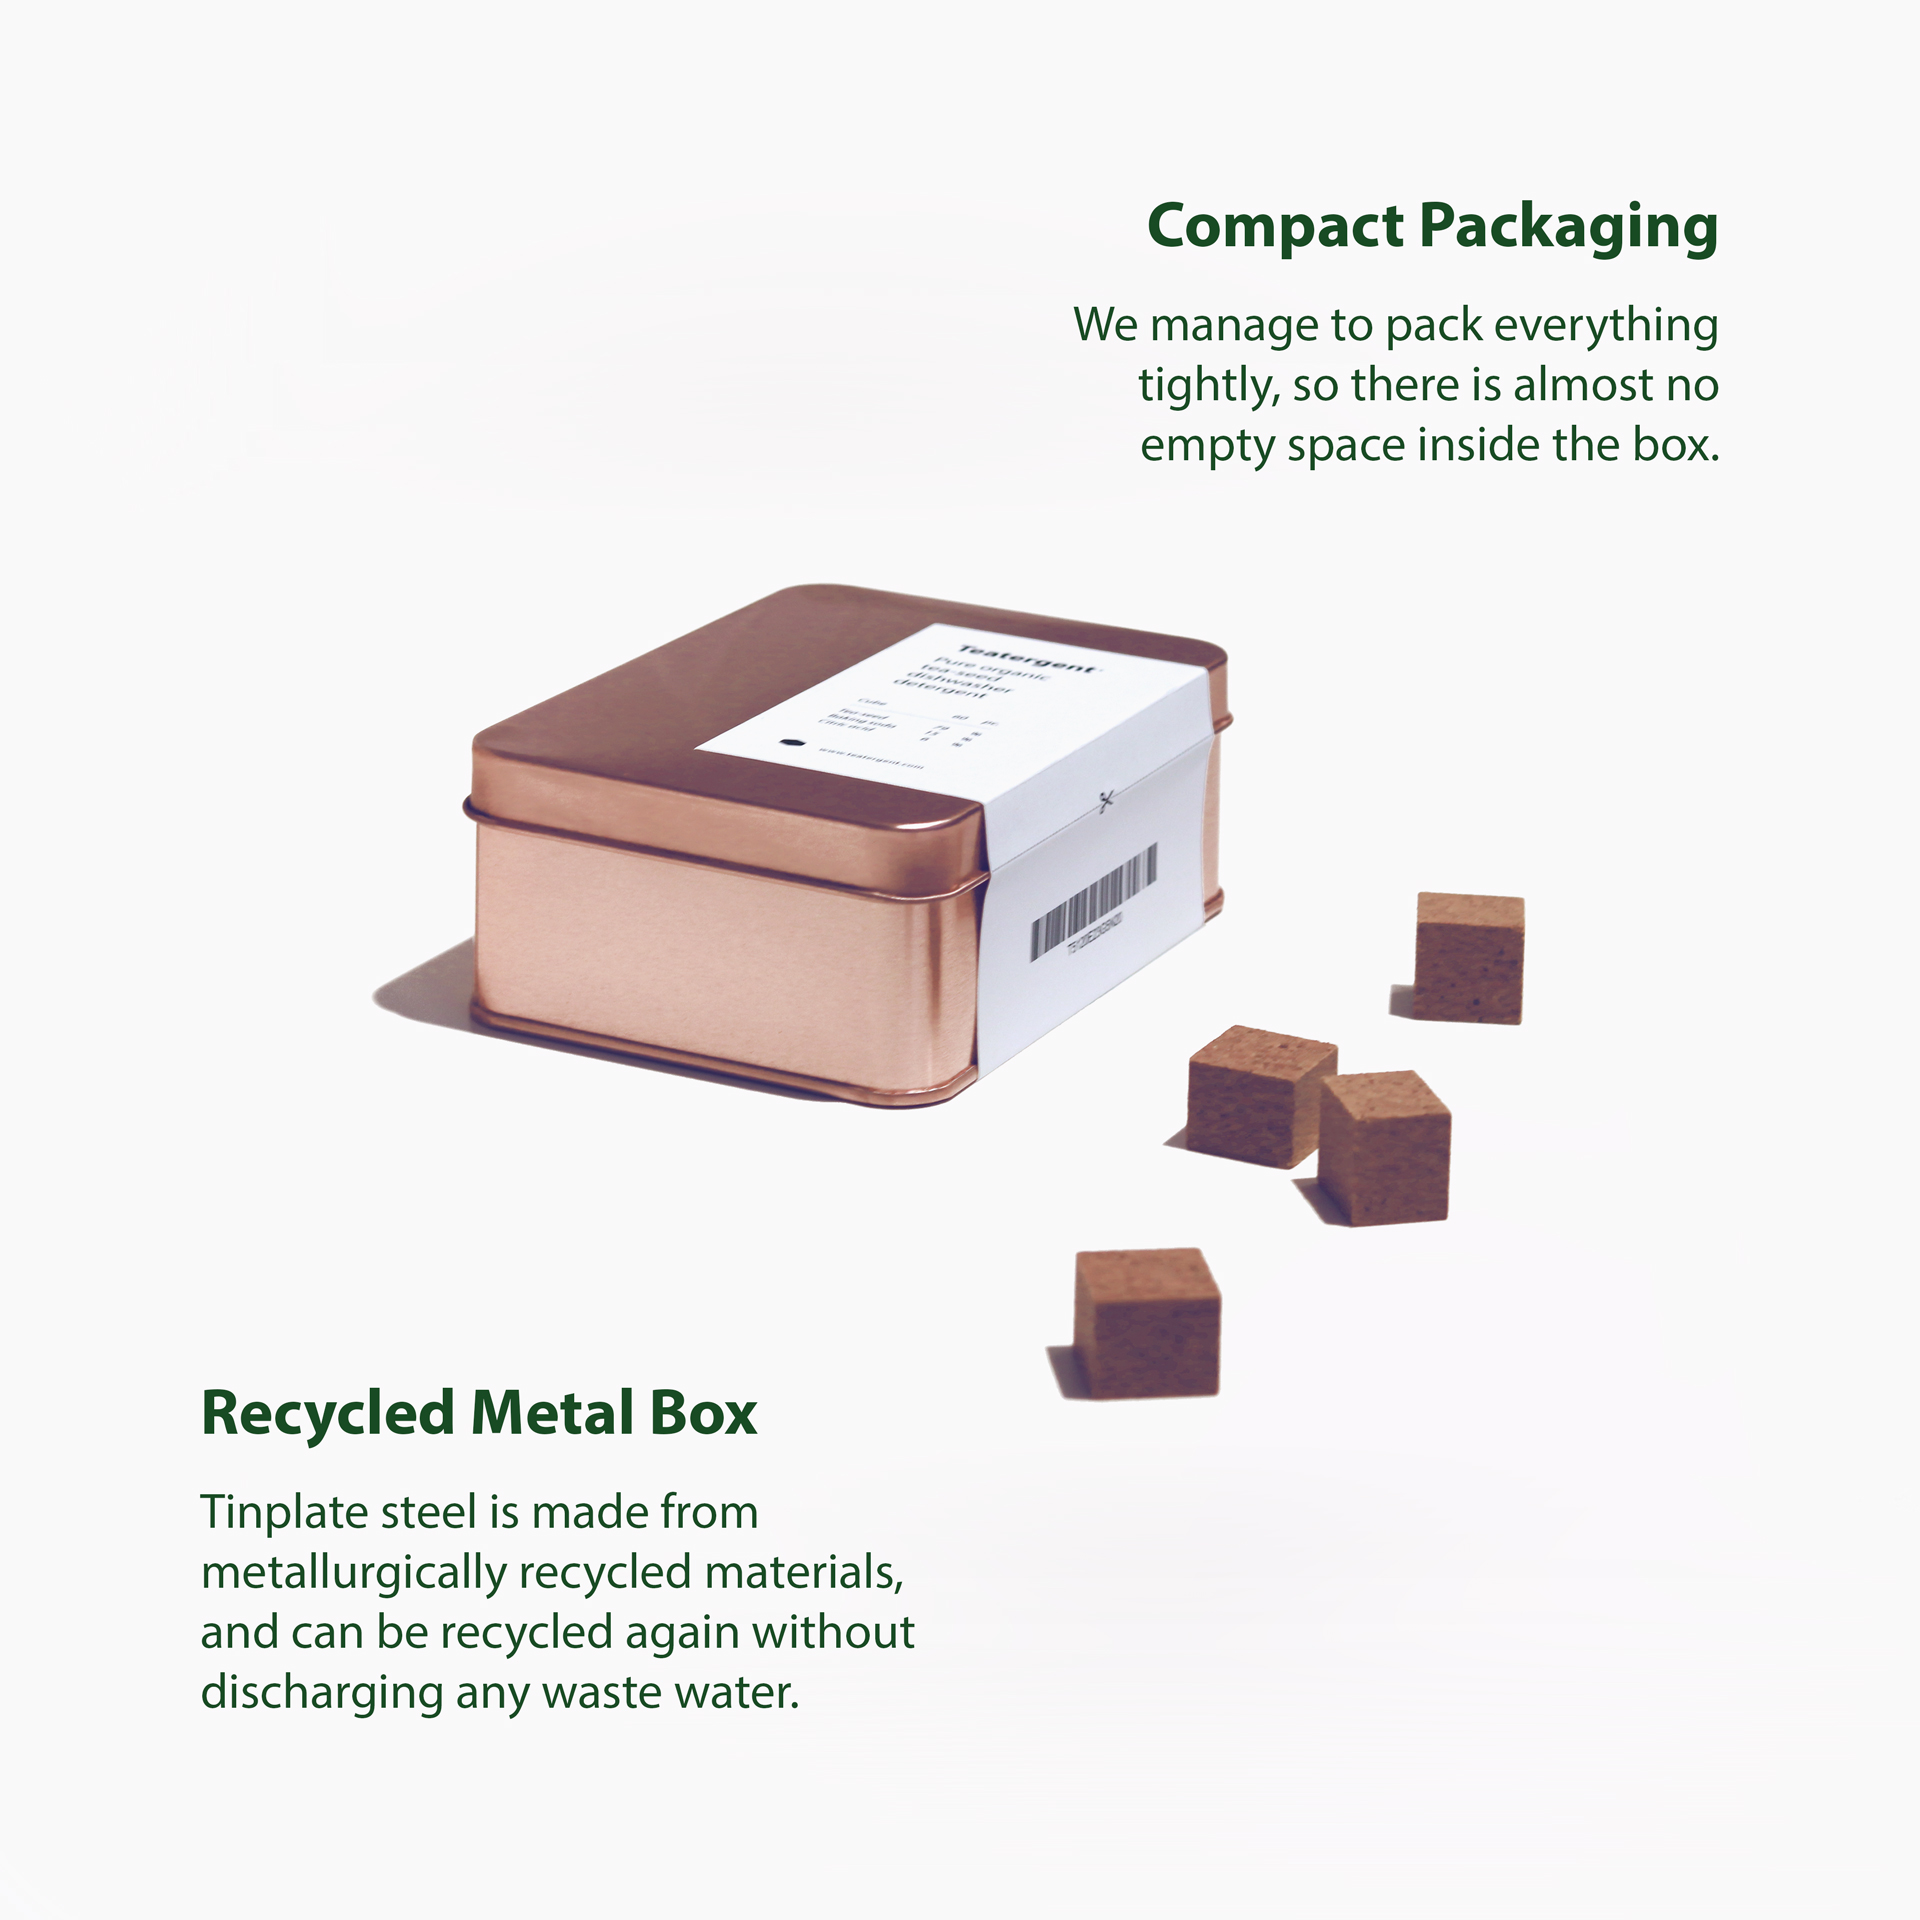 Compact Packaging
We manage to pack everything
tightly, so there is almost no
empty space inside the box.
Teatergent
Pure organic
tea-seed
dishwasher
detergent
Cube 60 pc
Tea-seed %
Baking soda %
Citric acid %
www.teatergent.com
Recycled Metal Box
Tinplate steel is made from
metallurgically recycled materials,
and can be recycled again without
discharging any waste water.